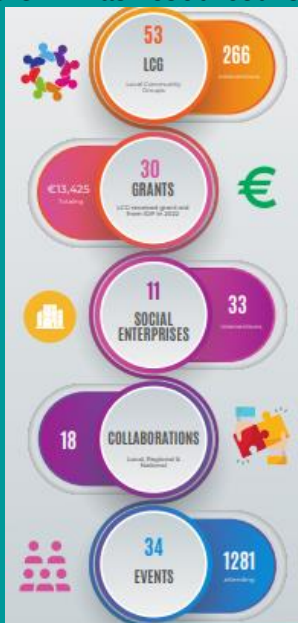 53
LCG
Local Community
Groups
266
interventions
€13,425
Totaling
30
GRANTS
LCG received grant aid
from IDP in 2022
11
SOCIAL
ENTERPRISES
33
interventions
18
COLLABORATIONS
Local, Regional &
National
34
EVENTS
1281
attending